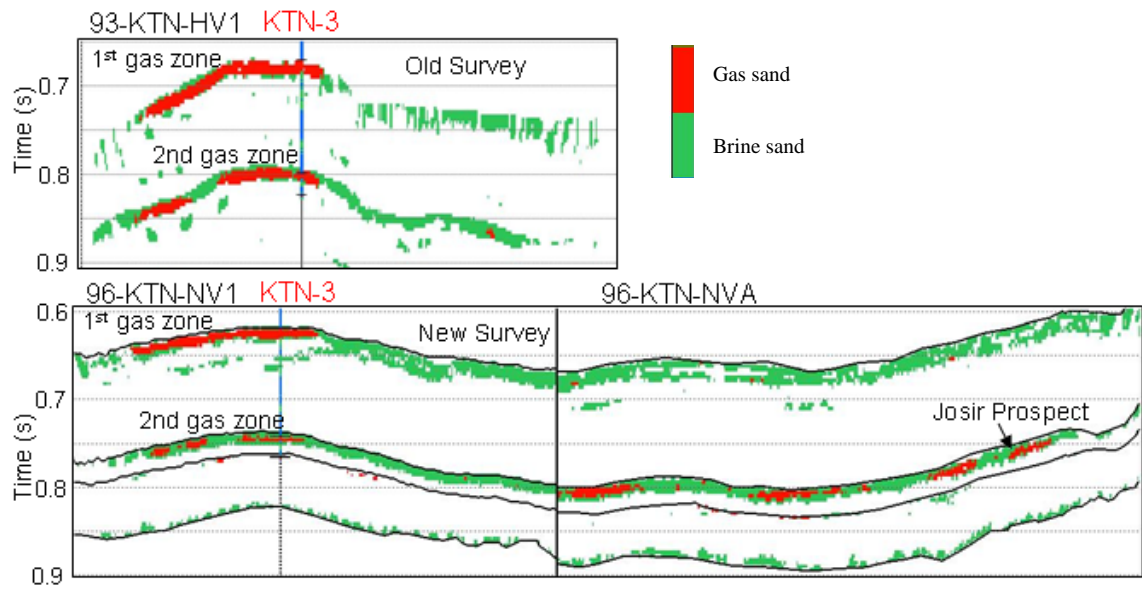 93-KTN-HV1 KTN-3
1st gas zone
Old Survey
0.7
2nd gas zone
0.8
0.9
Time (s)
Gas sand
Brine sand
96-KTN-NV1 KTN-3
96-KTN-NVA
0.6
1st gas zone
New Survey
0.7
2nd gas zone
Josir Prospect
0.8
0.9
Time (s)